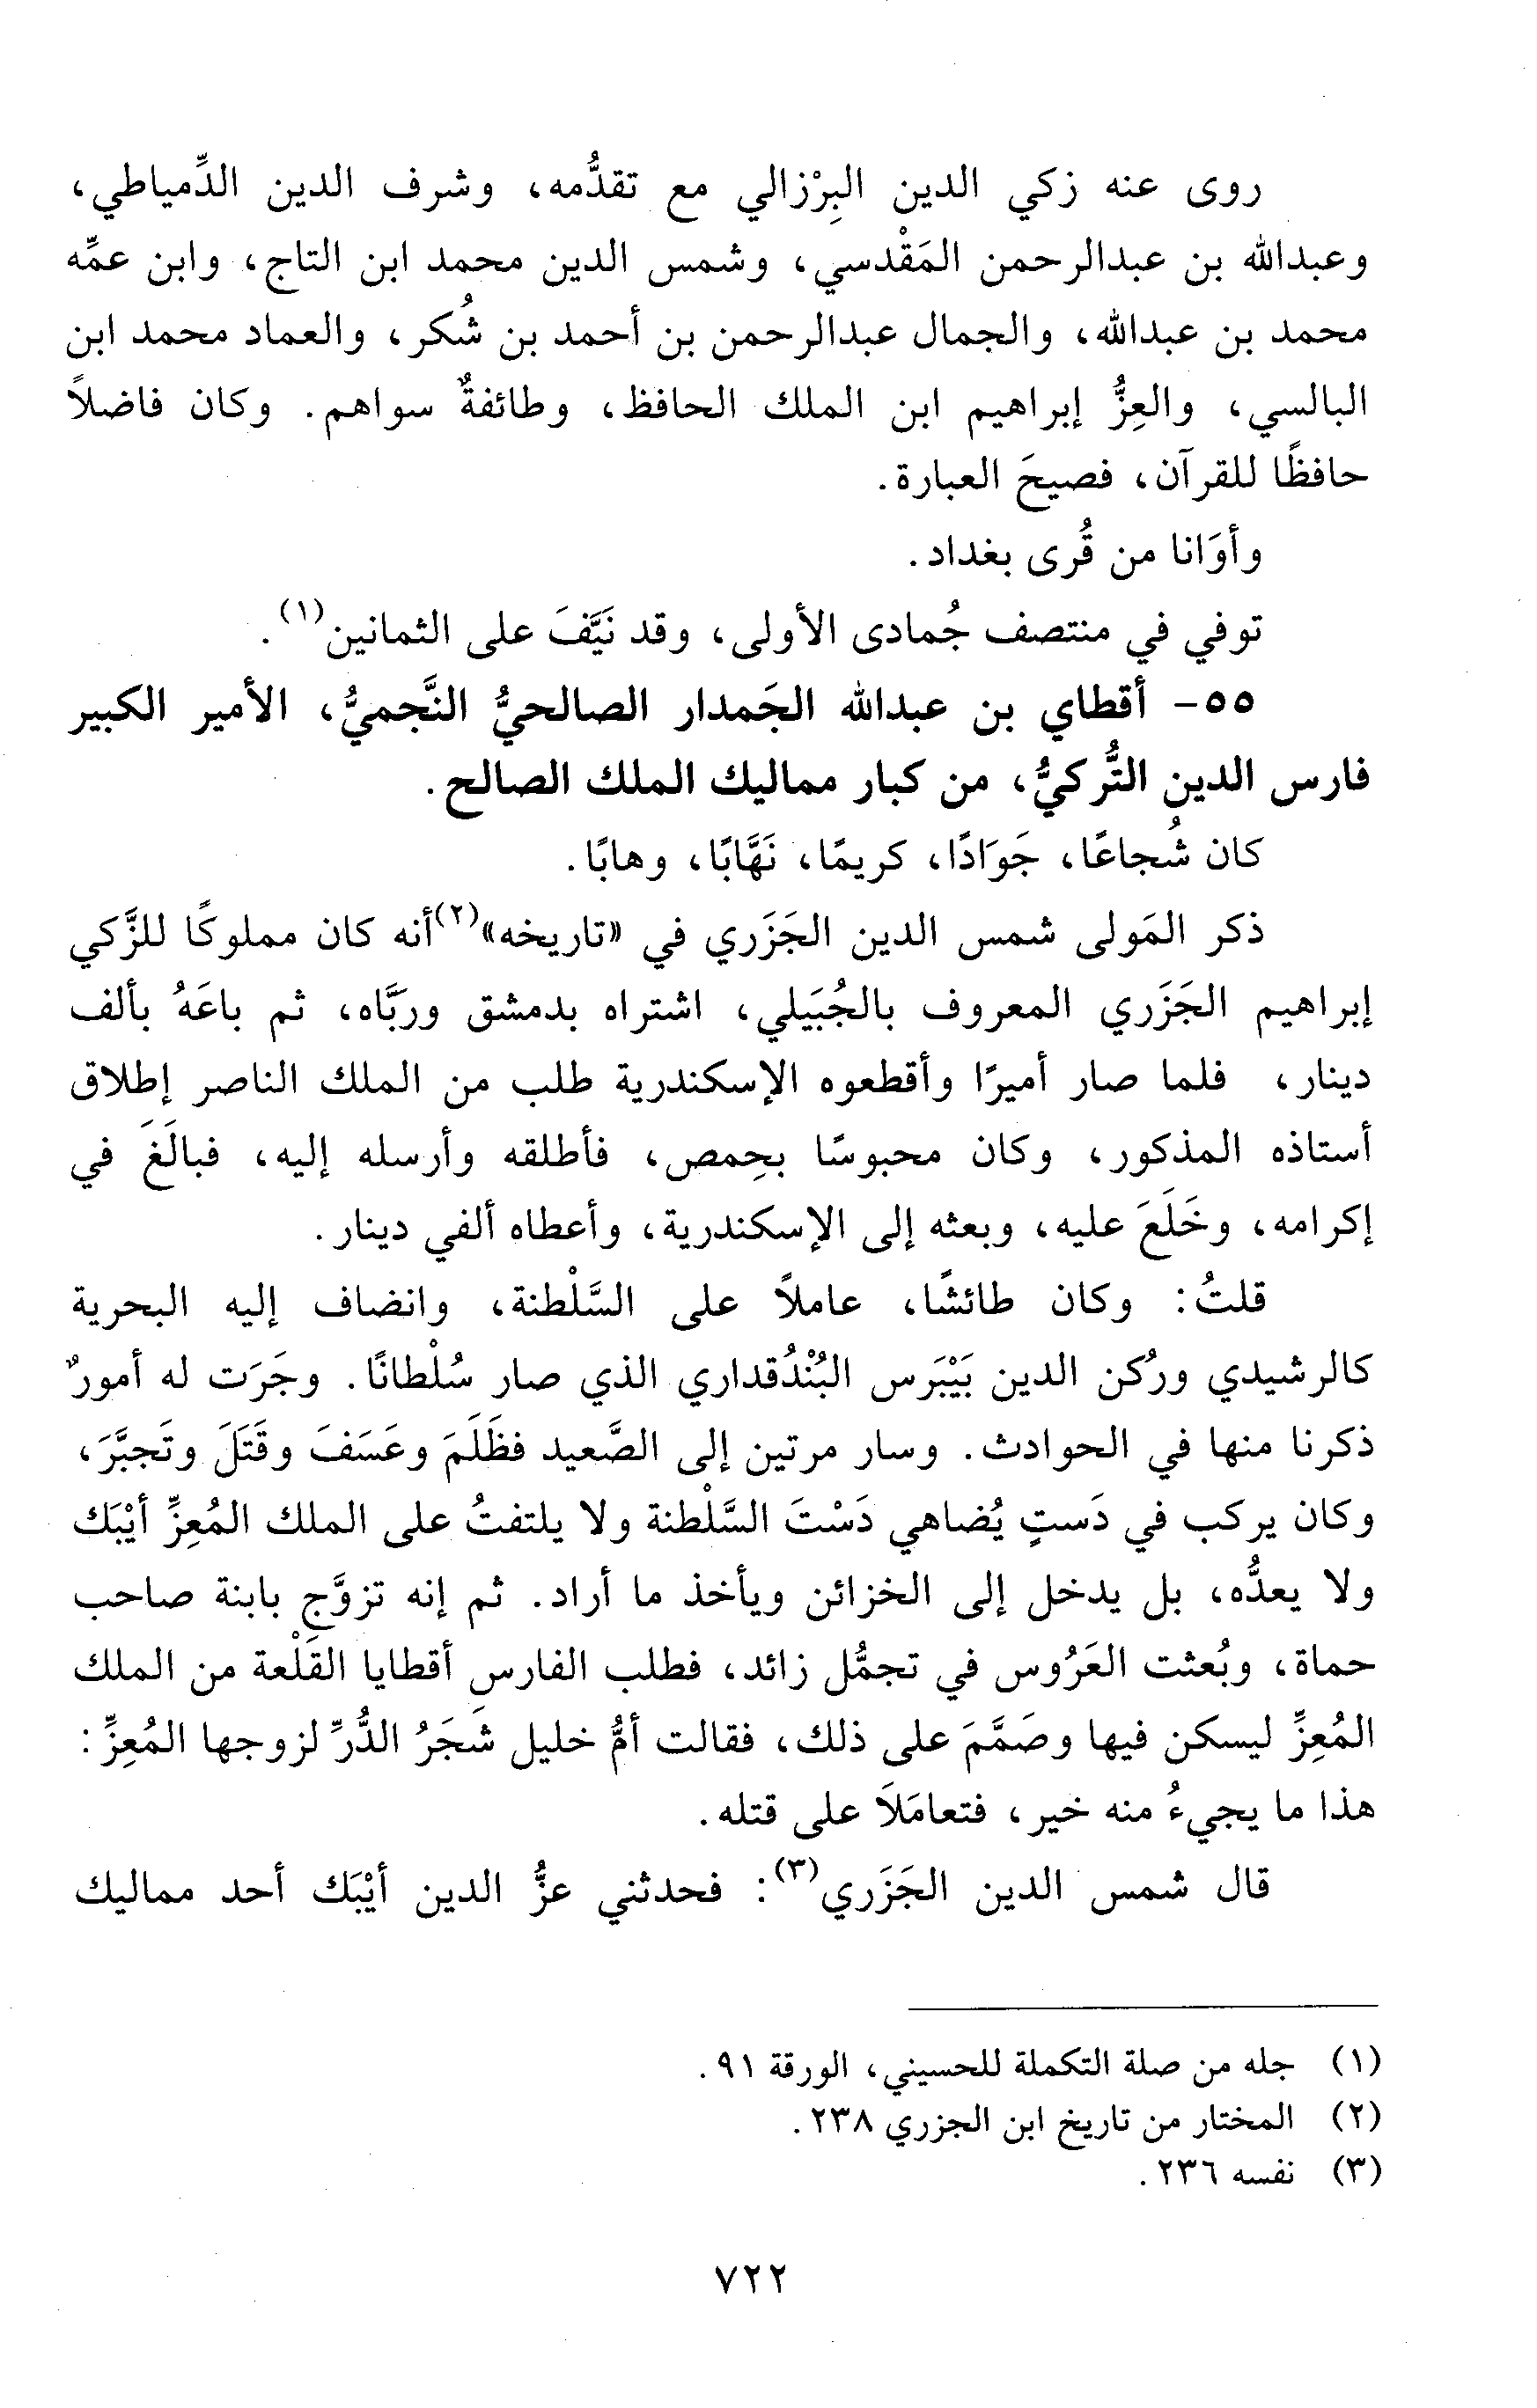 روى عنه زكي الدين البِرْزالي مع تقدُّمه، وشرف الدين الدِّمياطي،
وعبدالله بن عبدالرحمن المَقْدسي، وشمس الدين محمد ابن التاج، وابن عمِّه
محمد بن عبدالله، والجمال عبدالرحمن بن أحمد بن شُكر، والعماد محمد ابن
البالسي، والعِزُّ إبراهيم ابن الملك الحافظ، وطائفةٌ سواهم. وكان فاضلاً
حافظًا للقرآن، فصيحَ العبارة.
وأوَانا من قُرى بغداد.
توفي في منتصف جُمادى الأولى، وقد نَيَّفَ على الثمانين(١).
٥٥- أقطاي بن عبدالله الجَمدار الصالحيُّ النَّجميُّ، الأمير الكبير
فارس الدين التُّركيُّ، من كبار مماليك الملك الصالح.
كان شُجاعًا، جَوَادًا، كريمًا، نَهَّابًا، وهابًا.
ذكر المَولى شمس الدين الجَزَري في «تاريخه»(٢) أنه كان مملوكًا للزَّكي
إبراهيم الجَزَري المعروف بالجُبَيلي، اشتراه بدمشق وربَّاه، ثم باعَهُ بألف
دينار، فلما صار أميرًا وأقطعوه الإسكندرية طلب من الملك الناصر إطلاق
أستاذه المذكور، وكان محبوسًا بحِمص، فأطلقه وأرسله إليه، فبالَغَ في
إكرامه، وخَلَعَ عليه، وبعثه إلى الإسكندرية، وأعطاه ألفي دينار.
قلتُ: وكان طائشًا، عاملاً على السَّلْطنة، وانضاف إليه البحرية
كالرشيدي ورُكن الدين بَيْبَرس البُنْدُقداري الذي صار سُلْطانًا. وجَرَت له أمورٌ
ذكرنا منها في الحوادث. وسار مرتين إلى الصَّعيد فظَلَمَ وعَسَفَ وقَتَلَ وتَجبَّرَ،
وكان يركب في دَستٍ يُضاهي دَسْتَ السَّلْطنة ولا يلتفتُ على الملك المُعِزِّ أيْبَك
ولا يعدُّه، بل يدخل إلى الخزائن ويأخذ ما أراد. ثم إنه تزوَّج بابنة صاحب
حماة، وبُعثت العَرُوس في تجمُّل زائد، فطلب الفارس أقطايا القَلْعة من الملك
المُعِزِّ ليسكن فيها وصَمَّمَ على ذلك، فقالت أمُّ خليل شَجَرُ الدُّرِّ لزوجها المُعِزِّ:
هذا ما يجيءُ منه خير، فتعامَلاَ على قتله.
قال شمس الدين الجَزَري(٣): فحدثني عزُّ الدين أيْبَك أحد مماليك
(١) جله من صلة التكملة للحسيني، الورقة ٩١.
(٢) المختار من تاريخ ابن الجزري ٢٣٨.
(٣) نفسه ٢٣٦.
٧٢٢